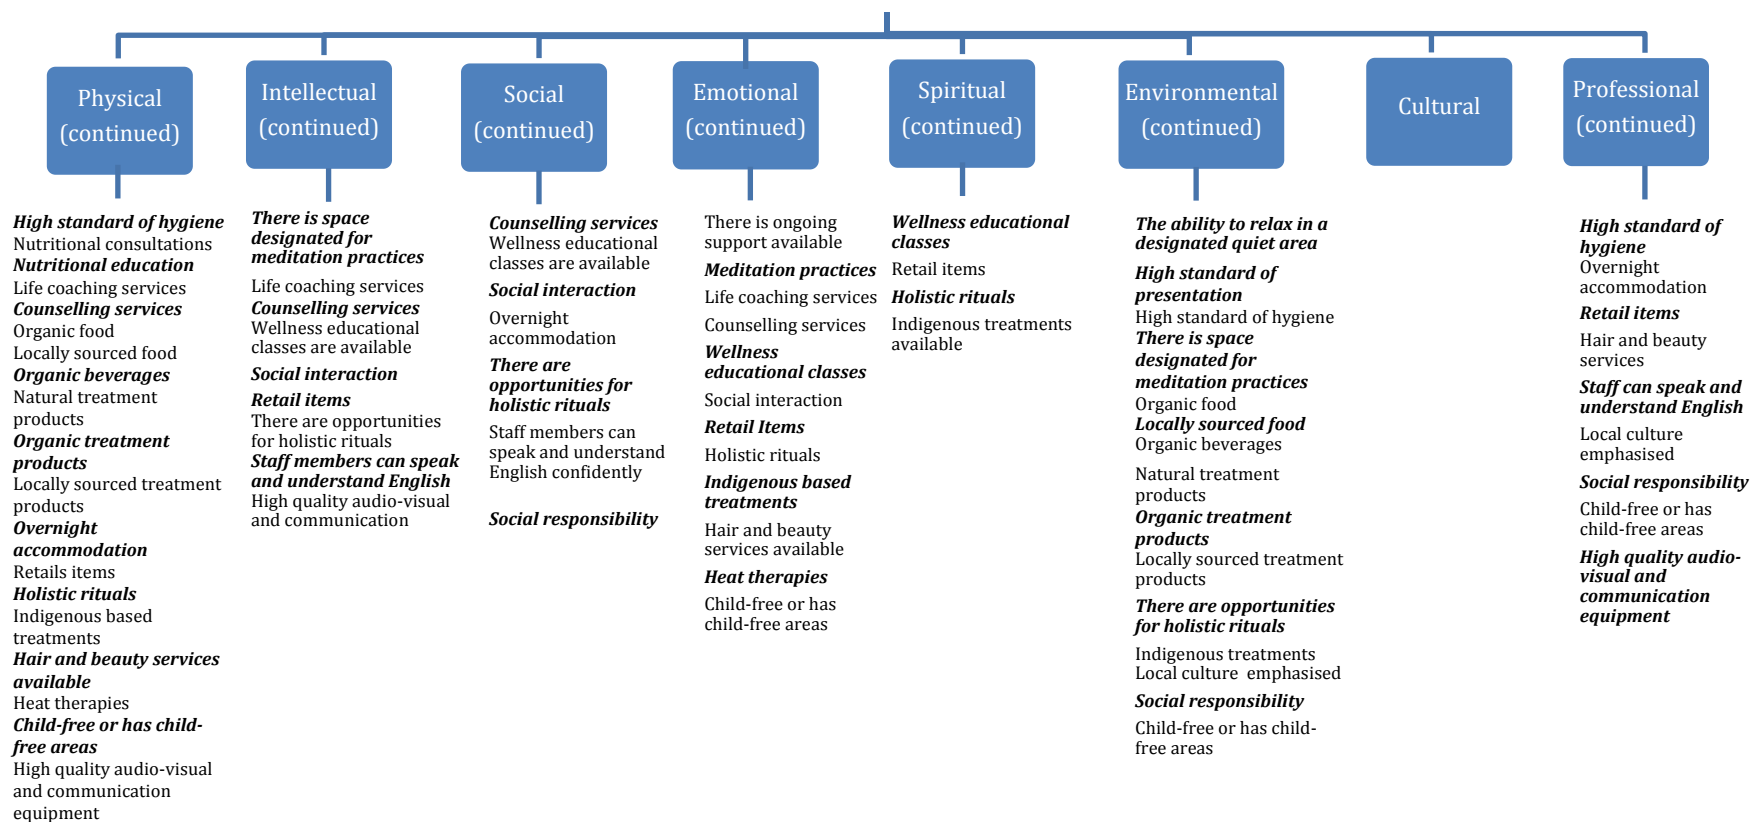 Physical
(continued)
Intellectual
(continued)
Social
(continued)
Emotional
(continued)
Spiritual
(continued)
Environmental
(continued)
Cultural
Professional
(continued)
High standard of hygiene
Nutritional consultations
Nutritional education
Life coaching services
Counselling services
Organic food
Locally sourced food
Organic beverages
Natural treatment
products
Organic treatment
products
Locally sourced treatment
products
Overnight
accommodation
Retails items
Holistic rituals
Indigenous based
treatments
Hair and beauty services
available
Heat therapies
Child-free or has child-
free areas
High quality audio-visual
and communication
equipment
There is space
designated for
meditation practices
Life coaching services
Counselling services
Wellness educational
classes are available
Social interaction
Retail items
There are opportunities
for holistic rituals
Staff members can speak
and understand English
High quality audio-visual
and communication
Counselling services
Wellness educational
classes are available
Social interaction
Overnight
accommodation
There are
opportunities for
holistic rituals
Staff members can
speak and understand
English confidently
Social responsibility
There is ongoing
support available
Meditation practices
Life coaching services
Counselling services
Wellness
educational classes
Social interaction
Retail Items
Holistic rituals
Indigenous based
treatments
Hair and beauty
services available
Heat therapies
Child-free or has
child-free areas
Wellness educational
classes
Retail items
Holistic rituals
Indigenous treatments
available
The ability to relax in a
designated quiet area
High standard of
presentation
High standard of hygiene
There is space
designated for
meditation practices
Organic food
Locally sourced food
Organic beverages
Natural treatment
products
Organic treatment
products
Locally sourced treatment
products
There are opportunities
for holistic rituals
Indigenous treatments
Local culture emphasised
Social responsibility
Child-free or has child-
free areas
High standard of
hygiene
Overnight
accommodation
Retail items
Hair and beauty
services
Staff can speak and
understand English
Local culture
emphasised
Social responsibility
Child-free or has
child-free areas
High quality audio-
visual and
communication
equipment